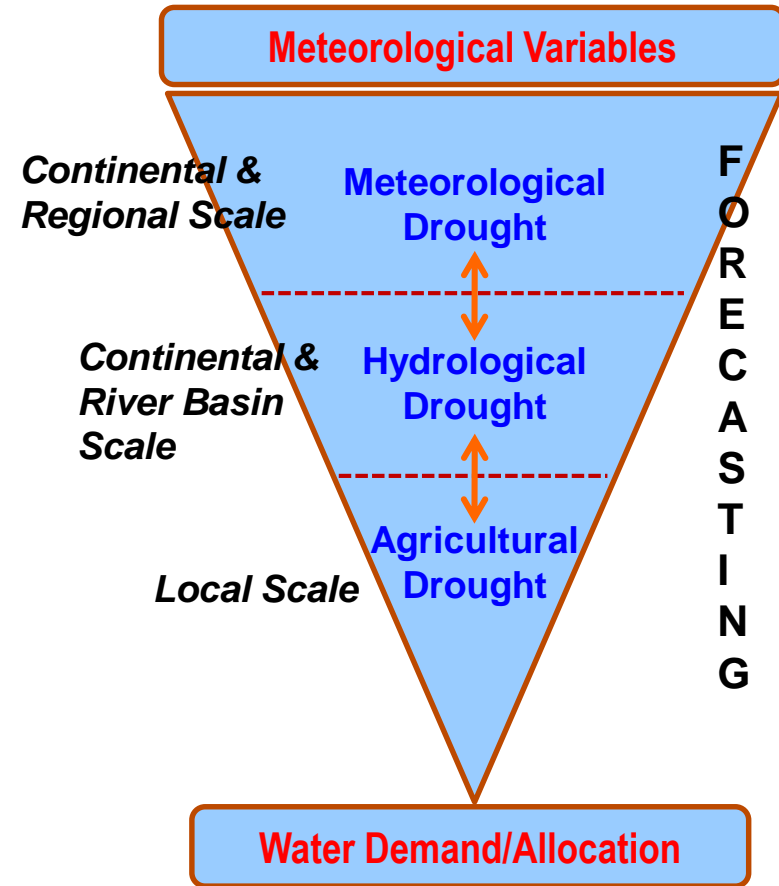 Meteorological Variables
Continental &
Regional Scale
Meteorological
Drought
Continental &
River Basin
Scale
Hydrological
Drought
Local Scale
Agricultural
Drought
F
O
R
E
C
A
S
T
I
N
G
Water Demand/Allocation